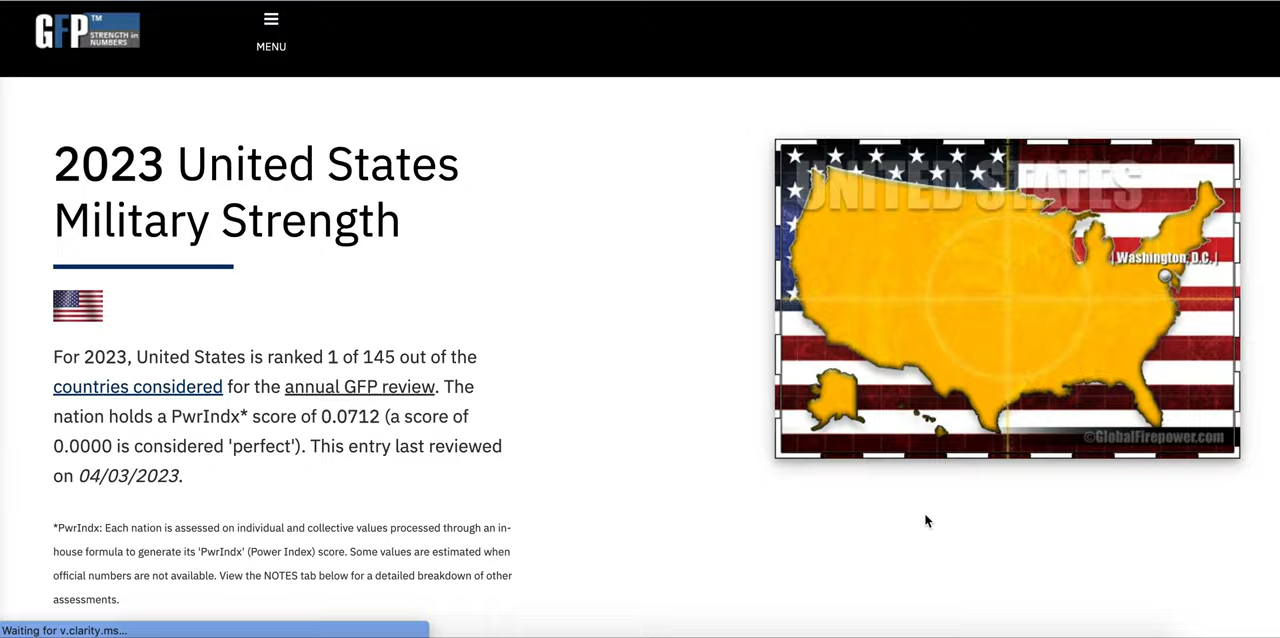 GFP™
STRENGTH in
NUMBERS
MENU
2023 United States
Military Strength
UNITED STATES
Washington, D.C.
©GlobalFirepower.com
For 2023, United States is ranked 1 of 145 out of the
countries considered for the annual GFP review. The
nation holds a PwrIndx* score of 0.0712 (a score of
0.0000 is considered 'perfect'). This entry last reviewed
on 04/03/2023.
*PwrIndx: Each nation is assessed on individual and collective values processed through an in-
house formula to generate its 'PwrIndx' (Power Index) score. Some values are estimated when
official numbers are not available. View the NOTES tab below for a detailed breakdown of other
assessments.
Waiting for v.clarity.ms...